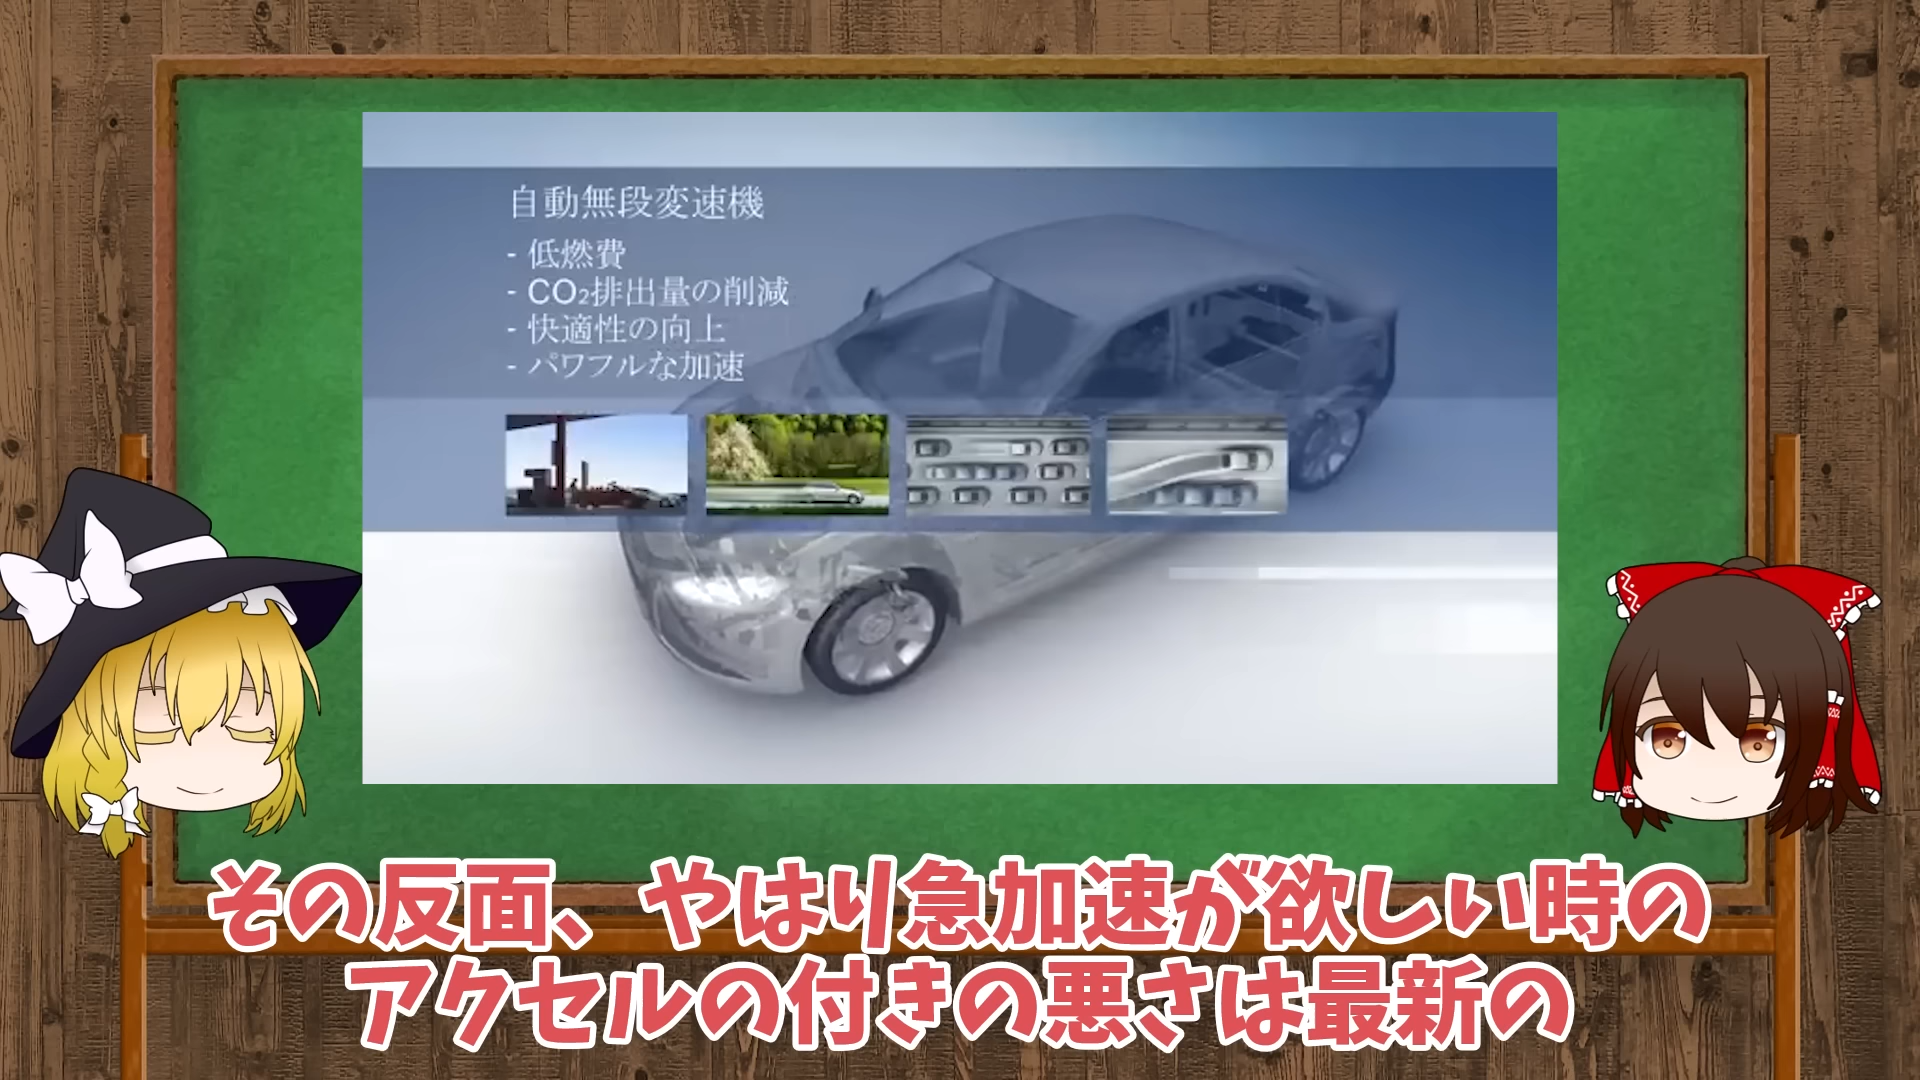 自動無段変速機
- 低燃費
- CO₂排出量の削減
- 快適性の向上
- パワフルな加速
その反面、やはり急加速が欲しい時の
アクセルの付きの悪さは最新の